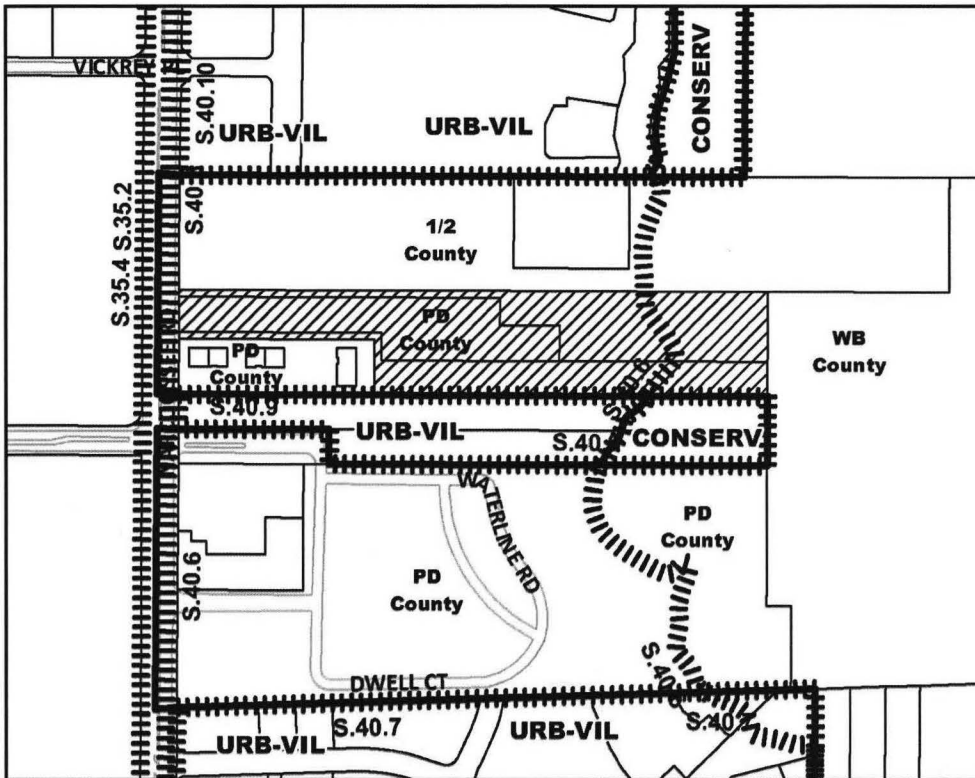 VICKRE
S.40.10
URB-VIL
URB-VIL
CONSERV
S.35.4 S.35.2
S.40
1/2
County
PD
County
PD
County
WB
County
S.40.9
URB-VIL
S.40
CONSERV
WATERLINE RD
PD
County
PD
County
S.40.6
DWELL CT
S.40.7
URB-VIL
URB-VIL